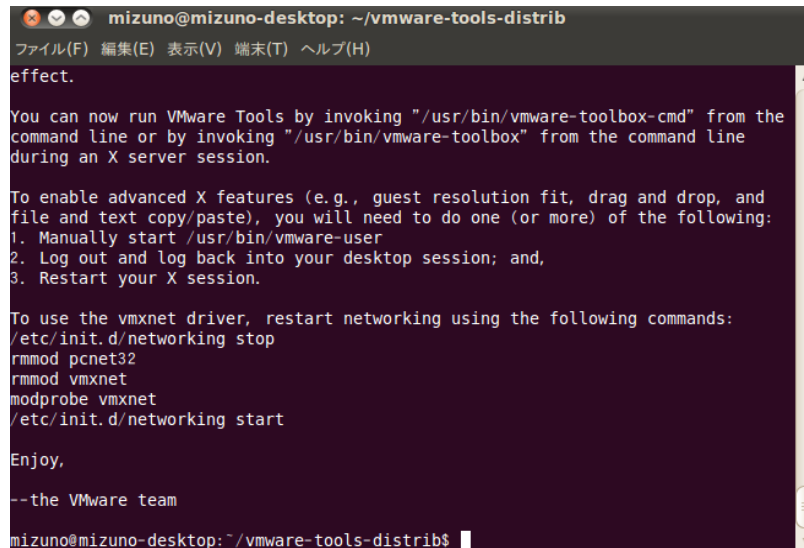 mizuno@mizuno-desktop: ~/vmware-tools-distrib
ファイル(F) 編集(E) 表示(V) 端末(T) ヘルプ(H)
effect.
You can now run VMware Tools by invoking "/usr/bin/vmware-toolbox-cmd" from the
command line or by invoking "/usr/bin/vmware-toolbox" from the command line
during an X server session.
To enable advanced X features (e.g., guest resolution fit, drag and drop, and
file and text copy/paste), you will need to do one (or more) of the following:
1. Manually start /usr/bin/vmware-user
2. Log out and log back into your desktop session; and,
3. Restart your X session.
To use the vmxnet driver, restart networking using the following commands:
/etc/init.d/networking stop
rmmod pcnet32
rmmod vmxnet
modprobe vmxnet
/etc/init.d/networking start
Enjoy,
--the VMware team
mizuno@mizuno-desktop:~/vmware-tools-distrib$